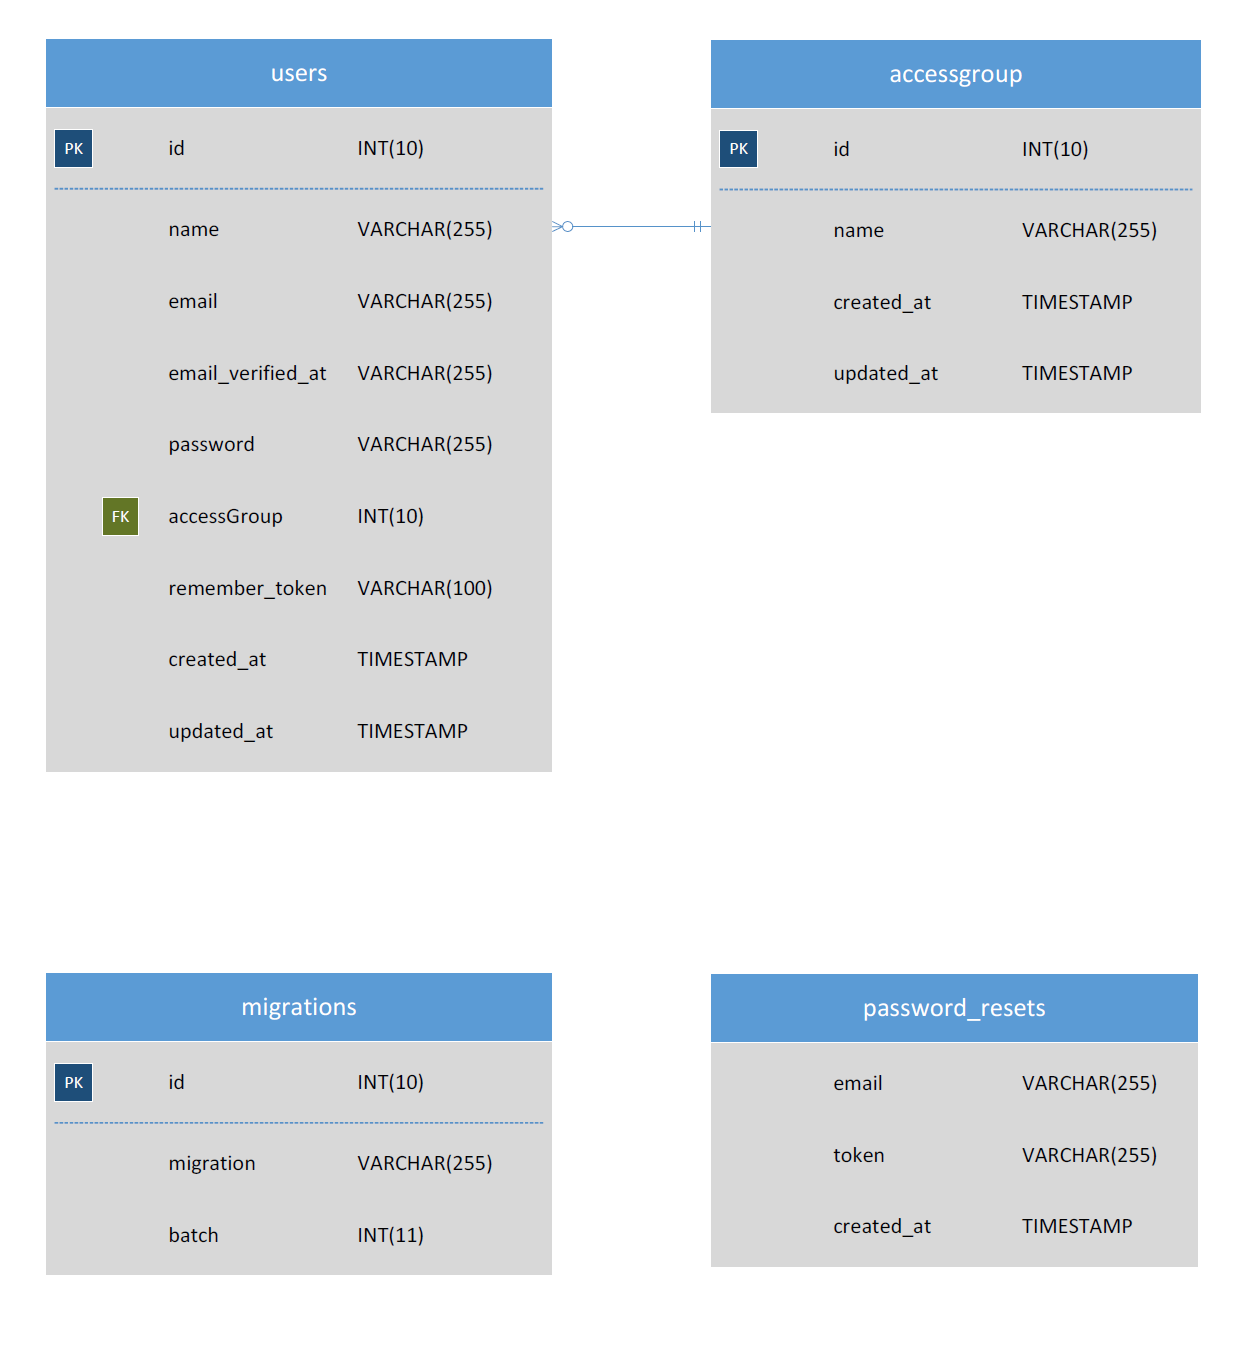 users
PK id INT(10)
name VARCHAR(255)
email VARCHAR(255)
email_verified_at VARCHAR(255)
password VARCHAR(255)
FK accessGroup INT(10)
remember_token VARCHAR(100)
created_at TIMESTAMP
updated_at TIMESTAMP
accessgroup
PK id INT(10)
name VARCHAR(255)
created_at TIMESTAMP
updated_at TIMESTAMP
migrations
PK id INT(10)
migration VARCHAR(255)
batch INT(11)
password_resets
email VARCHAR(255)
token VARCHAR(255)
created_at TIMESTAMP